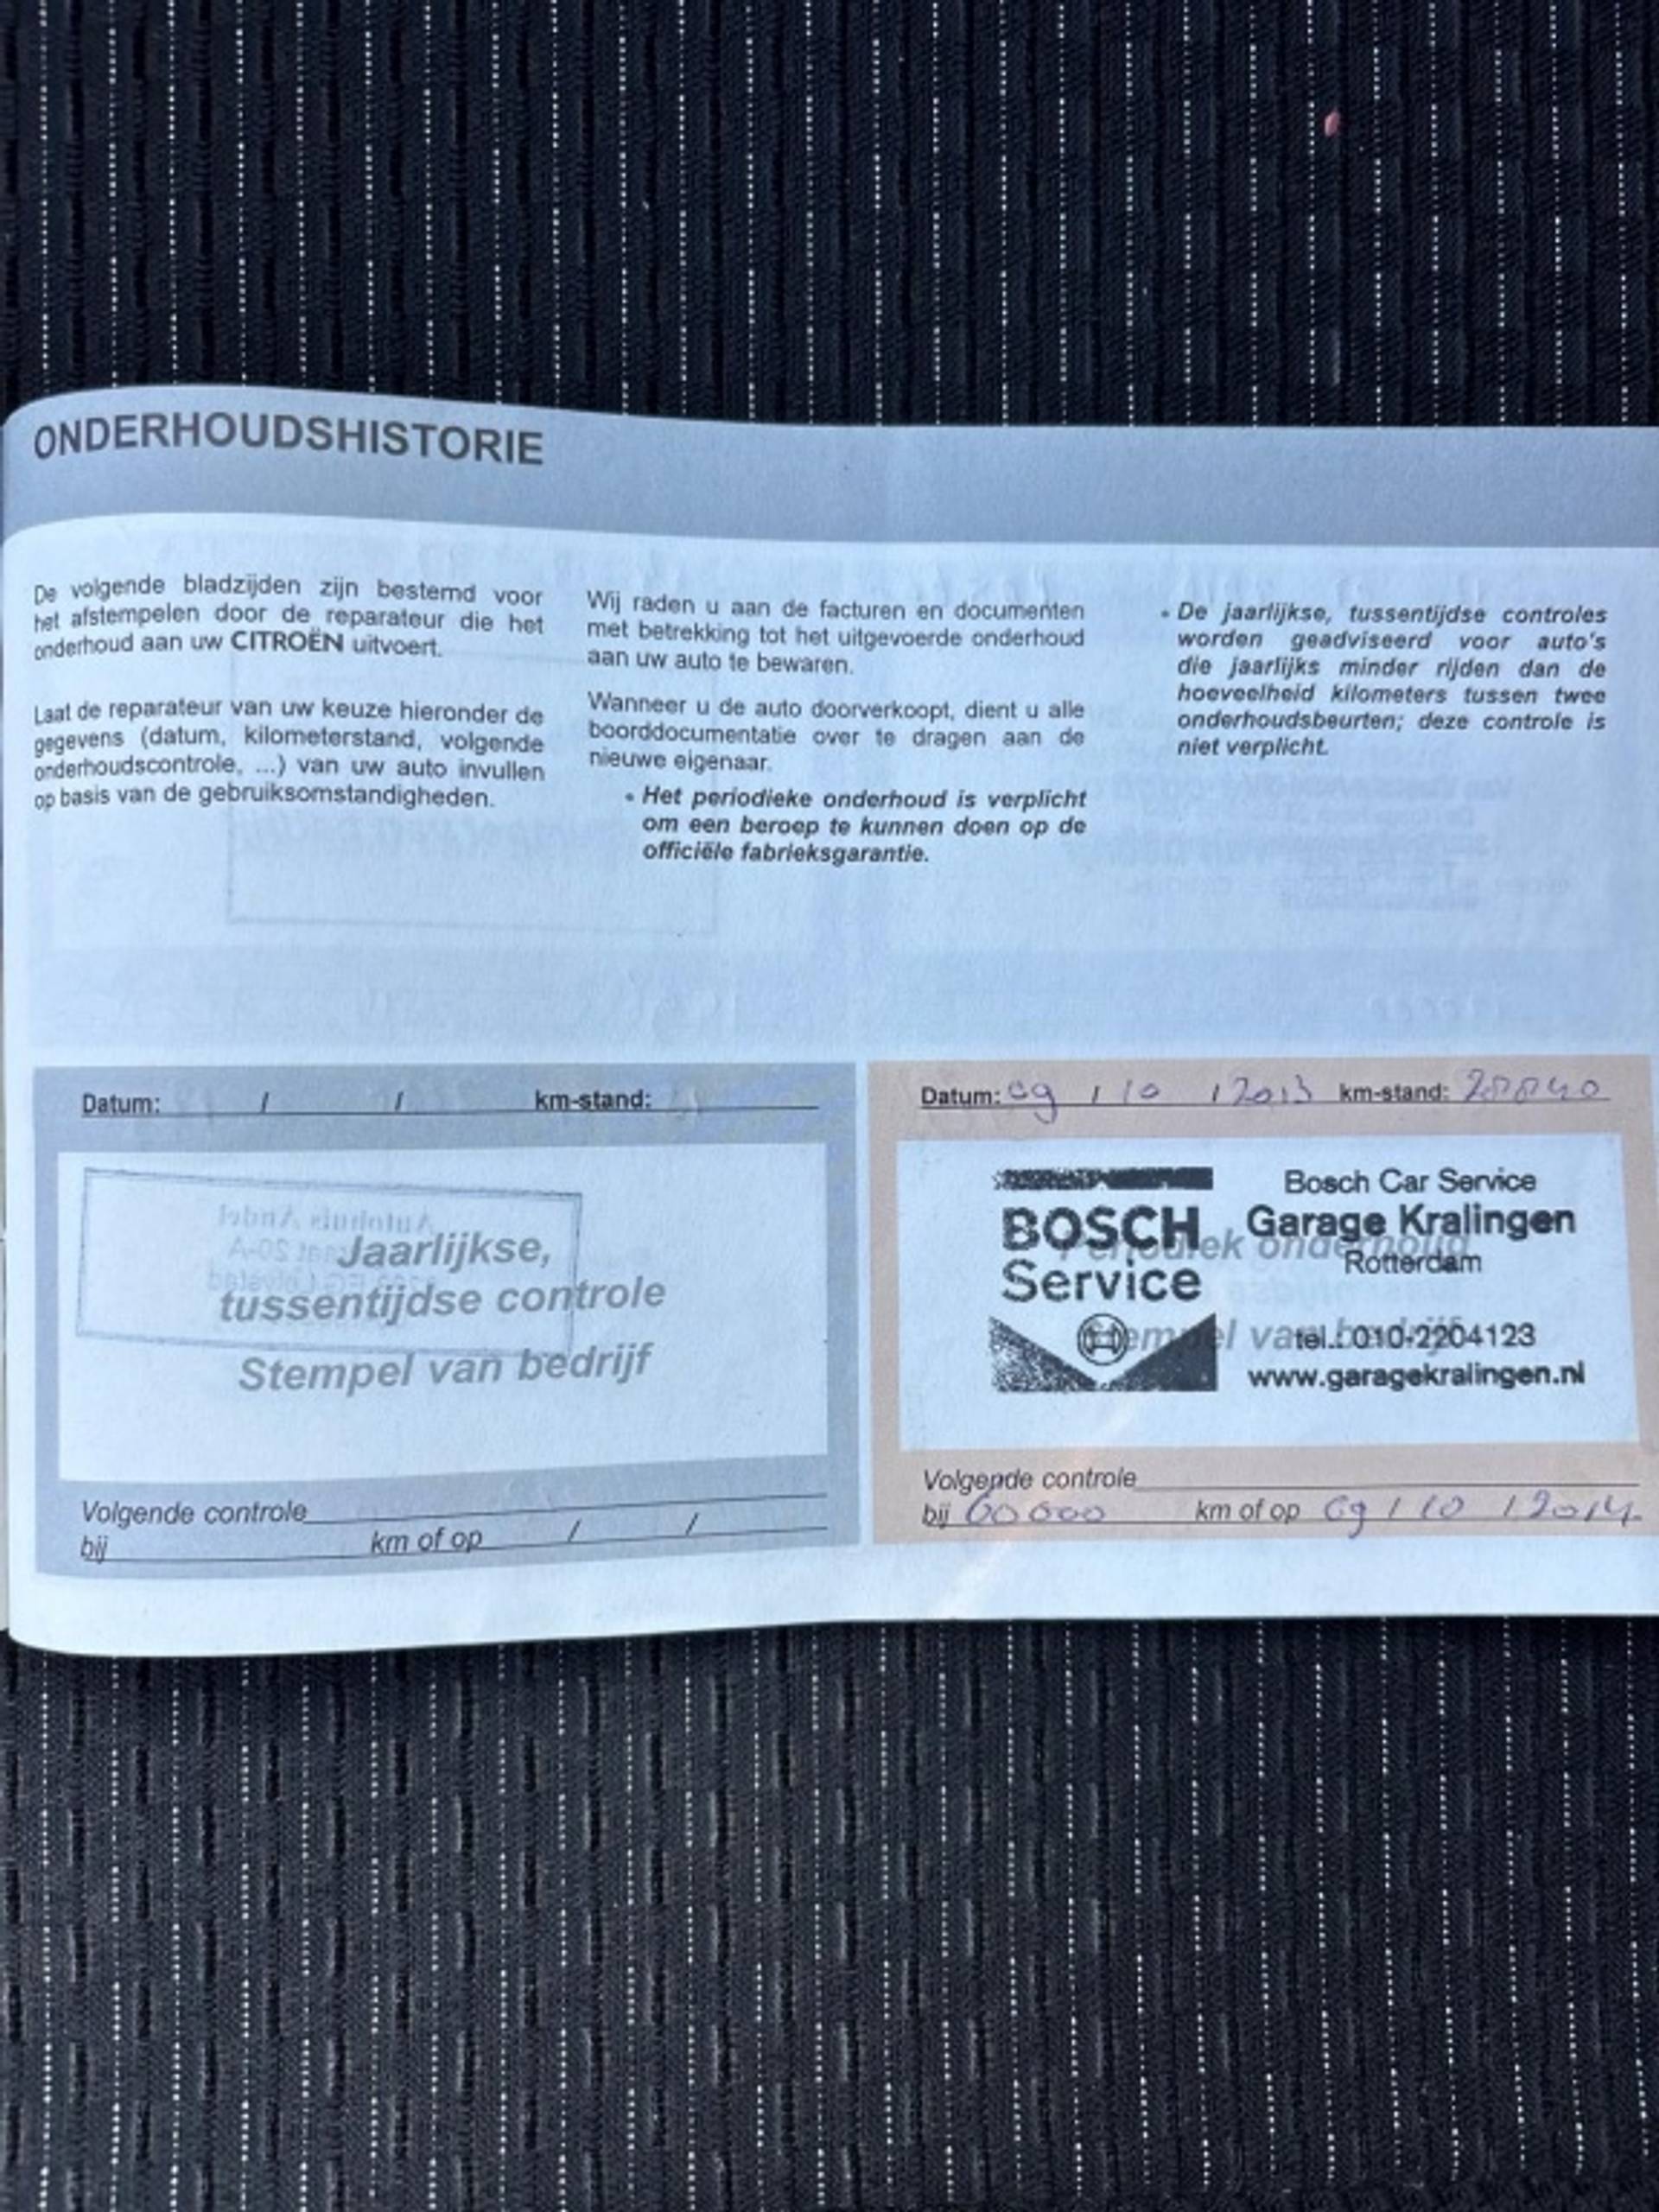 ONDERHOUDSHISTORIE
De volgende bladzijden zijn bestemd voor
het afstempelen door de reparateur die het
onderhoud aan uw CITROËN uitvoert.
Laat de reparateur van uw keuze hieronder de
gegevens (datum, kilometerstand, volgende
onderhoudscontrole, ...) van uw auto invullen
op basis van de gebruiksomstandigheden.
Wij raden u aan de facturen en documenten
met betrekking tot het uitgevoerde onderhoud
aan uw auto te bewaren.
Wanneer u de auto doorverkoopt, dient u alle
boorddocumentatie over te dragen aan de
nieuwe eigenaar.
• Het periodieke onderhoud is verplicht
om een beroep te kunnen doen op de
officiële fabrieksgarantie.
• De jaarlijkse, tussentijdse controles
worden geadviseerd voor auto's
die jaarlijks minder rijden dan de
hoeveelheid kilometers tussen twee
onderhoudsbeurten; deze controle is
niet verplicht.
Datum: / / km-stand:
Jaarlijkse,
tussentijdse controle
Stempel van bedrijf
Volgende controle
bij km of op / /
Datum: 09 / 10 / 2013 km-stand: 28840
BOSCH
Service
Bosch Car Service
Garage Kralingen
Rotterdam
tel.: 010-2204123
www.garagekralingen.nl
Periodiek onderhoud
Stempel van bedrijf
Volgende controle
bij 60000 km of op 09 / 10 / 2014